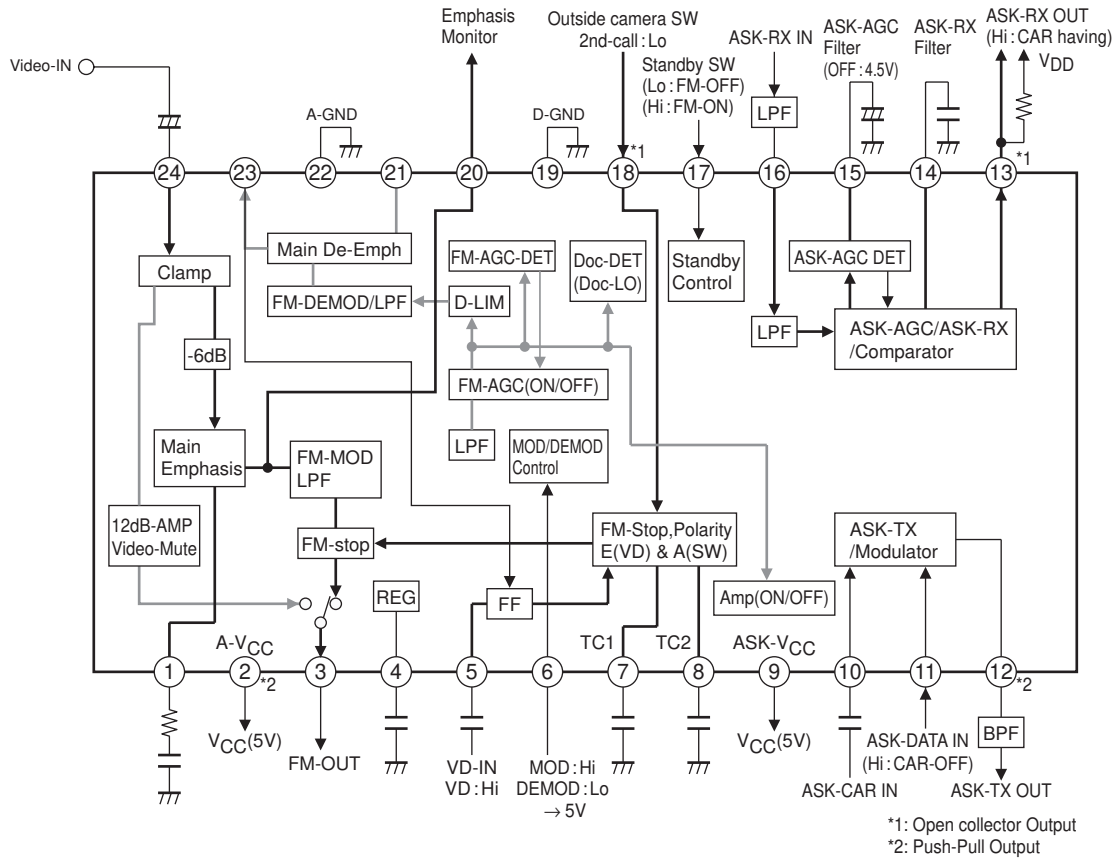 Emphasis
Monitor
Outside camera SW
2nd-call : Lo
Standby SW
(Lo : FM-OFF)
(Hi : FM-ON)
ASK-RX IN
ASK-AGC
Filter
(OFF : 4.5V)
ASK-RX
Filter
ASK-RX OUT
(Hi : CAR having)
VDD
Video-IN
A-GND
D-GND
LPF
*1
*1
24
23
22
21
20
19
18
17
16
15
14
13
Clamp
Main De-Emph
FM-AGC-DET
Doc-DET
(Doc-LO)
Standby
Control
ASK-AGC DET
FM-DEMOD/LPF
D-LIM
LPF
ASK-AGC/ASK-RX
/Comparator
-6dB
FM-AGC(ON/OFF)
Main
Emphasis
FM-MOD
LPF
LPF
MOD/DEMOD
Control
12dB-AMP
Video-Mute
FM-stop
FM-Stop,Polarity
E(VD) & A(SW)
ASK-TX
/Modulator
REG
FF
Amp(ON/OFF)
A-VCC
TC1
TC2
ASK-VCC
1
2
3
4
5
6
7
8
9
10
11
12
*2
*2
VCC(5V)
FM-OUT
VD-IN
VD : Hi
MOD : Hi
DEMOD : Lo
→ 5V
VCC(5V)
ASK-DATA IN
(Hi : CAR-OFF)
BPF
ASK-CAR IN
ASK-TX OUT
*1: Open collector Output
*2: Push-Pull Output